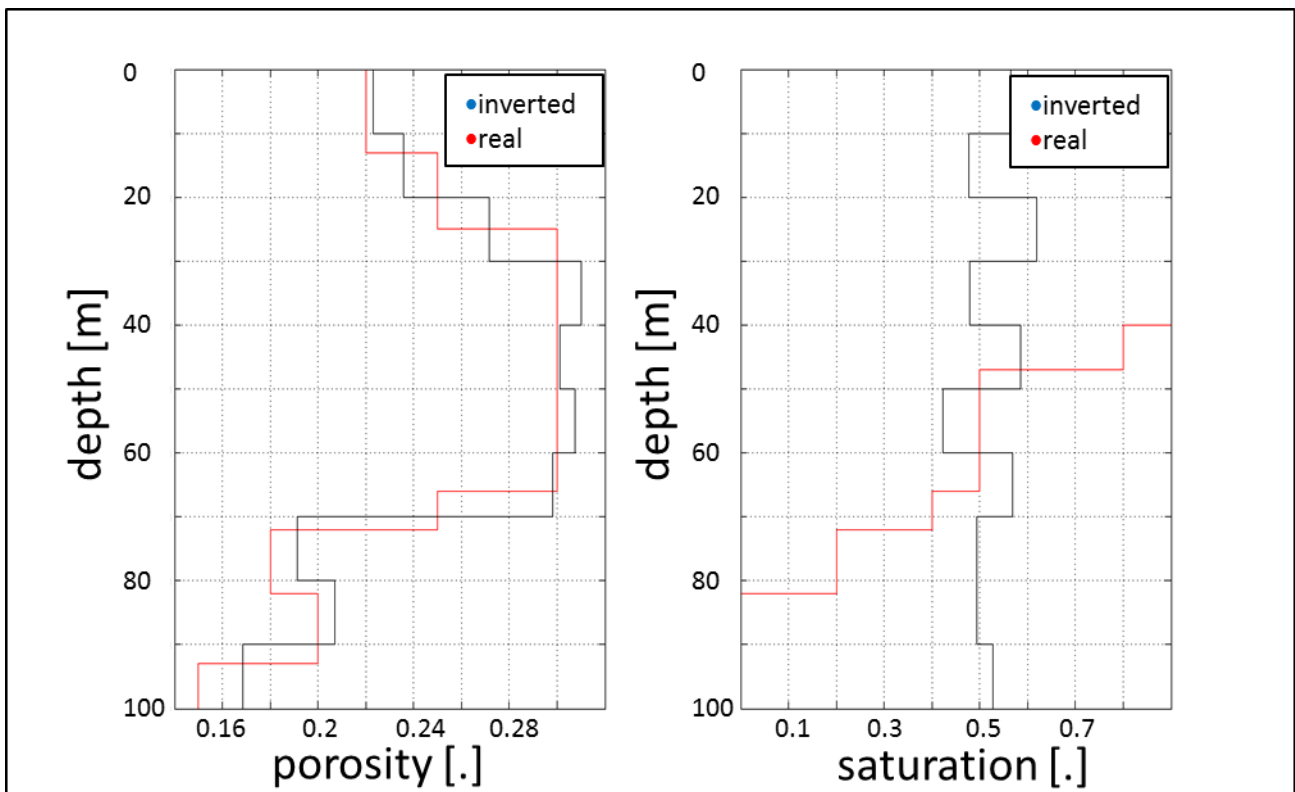 0
20
40
60
80
100
depth [m]
0.16
0.2
0.24
0.28
porosity [.]
inverted
real
0
20
40
60
80
100
depth [m]
0.1
0.3
0.5
0.7
saturation [.]
inverted
real